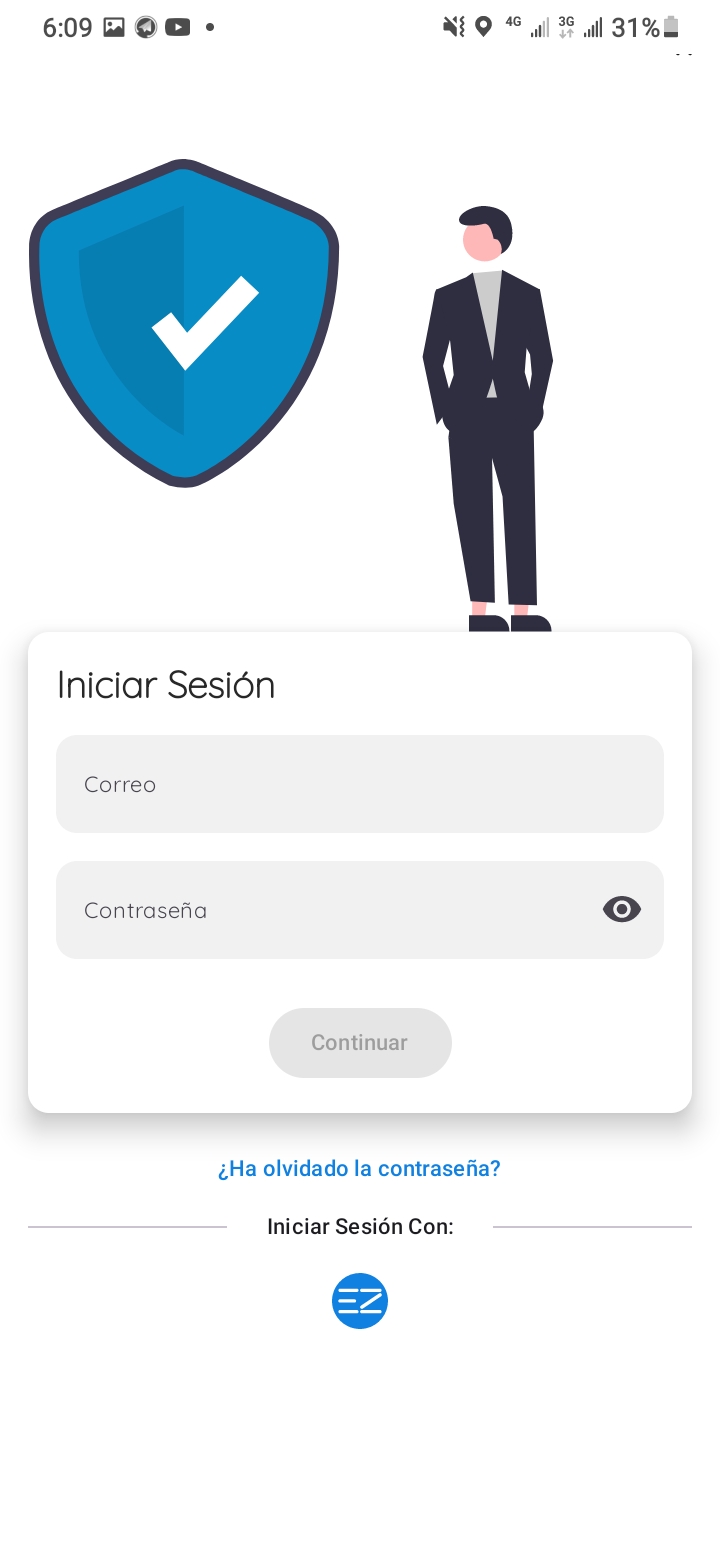 6:09
4G 3G 31%
Iniciar Sesión
Correo
Contraseña
Continuar
¿Ha olvidado la contraseña?
Iniciar Sesión Con:
EZ